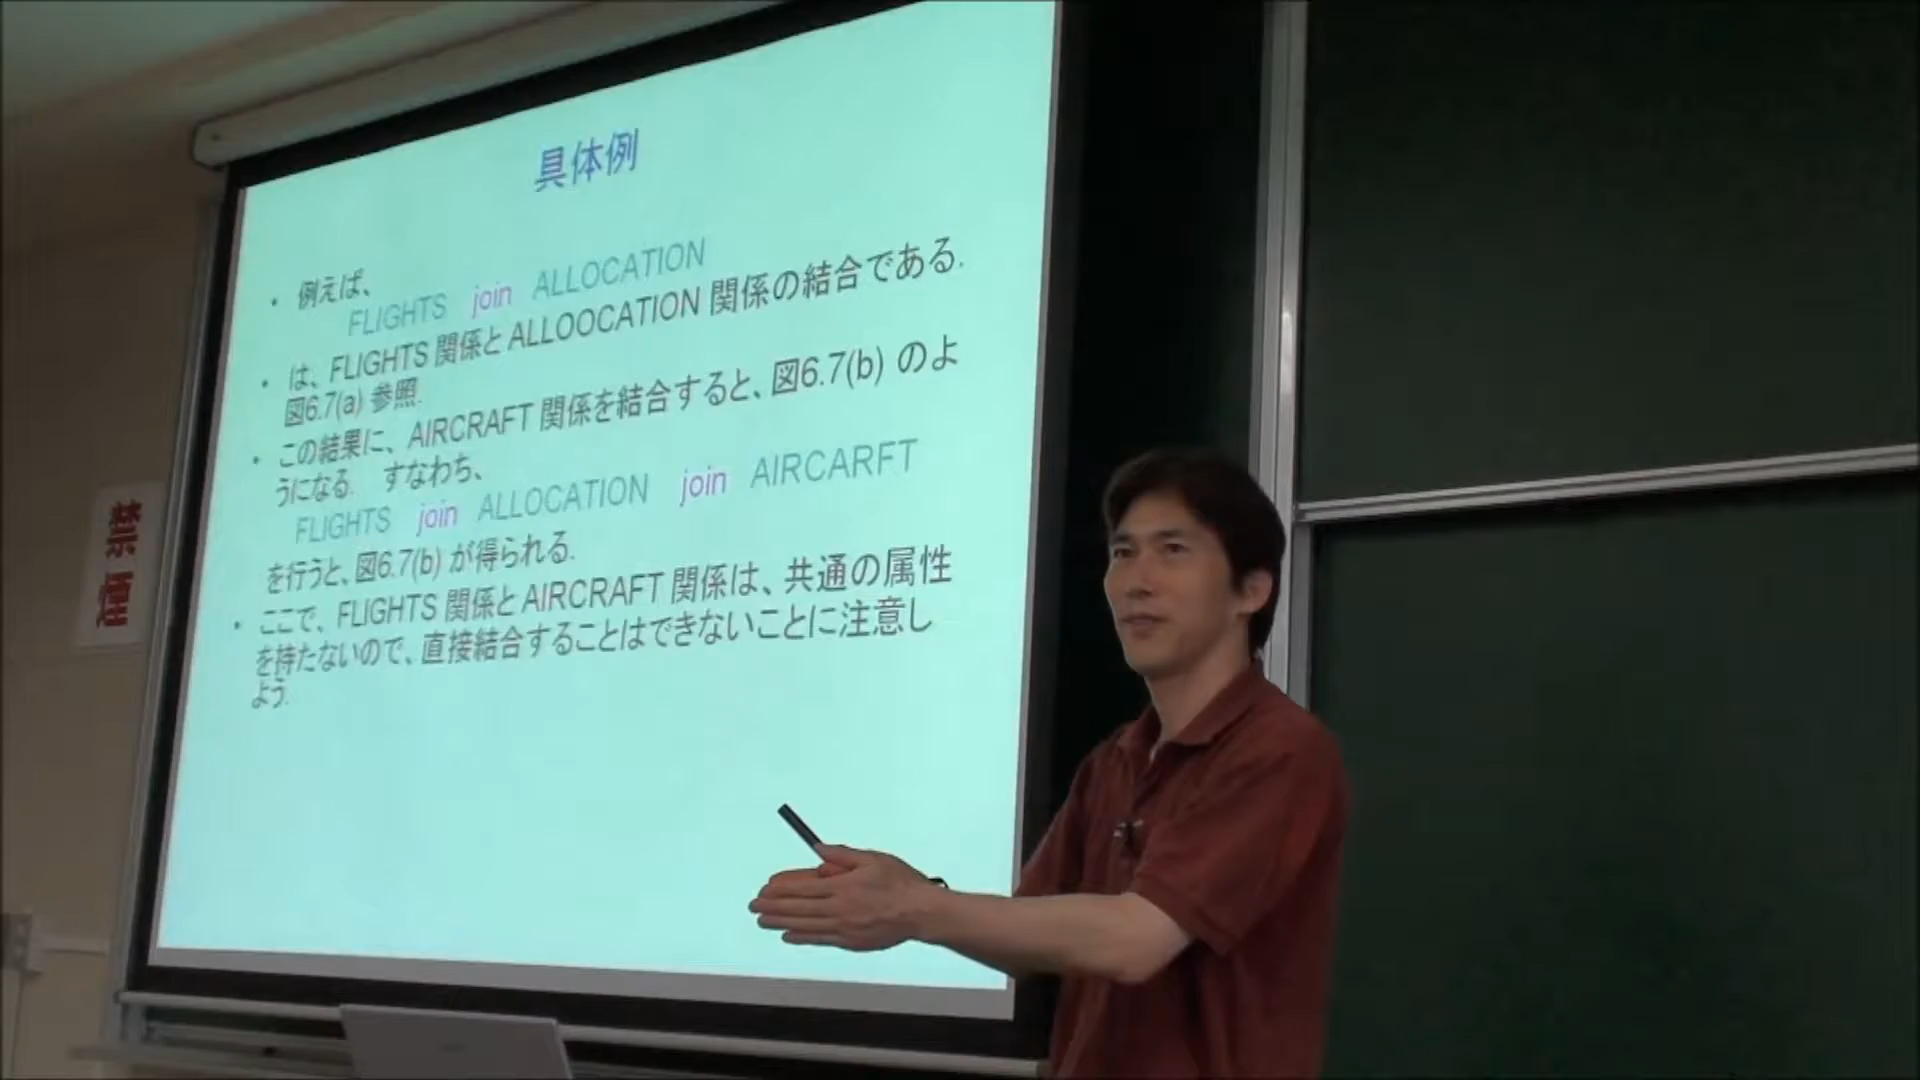 具体例
• 例えば、
FLIGHTS join ALLOCATION
• は、FLIGHTS 関係と ALLOOCATION 関係の結合である.
図6.7(a) 参照.
• この結果に、AIRCRAFT 関係を結合すると、図6.7(b) のよ
うになる. すなわち、
FLIGHTS join ALLOCATION join AIRCARFT
を行うと、図6.7(b) が得られる.
• ここで、FLIGHTS 関係と AIRCRAFT 関係は、共通の属性
を持たないので、直接結合することはできないことに注意し
よう.
禁煙